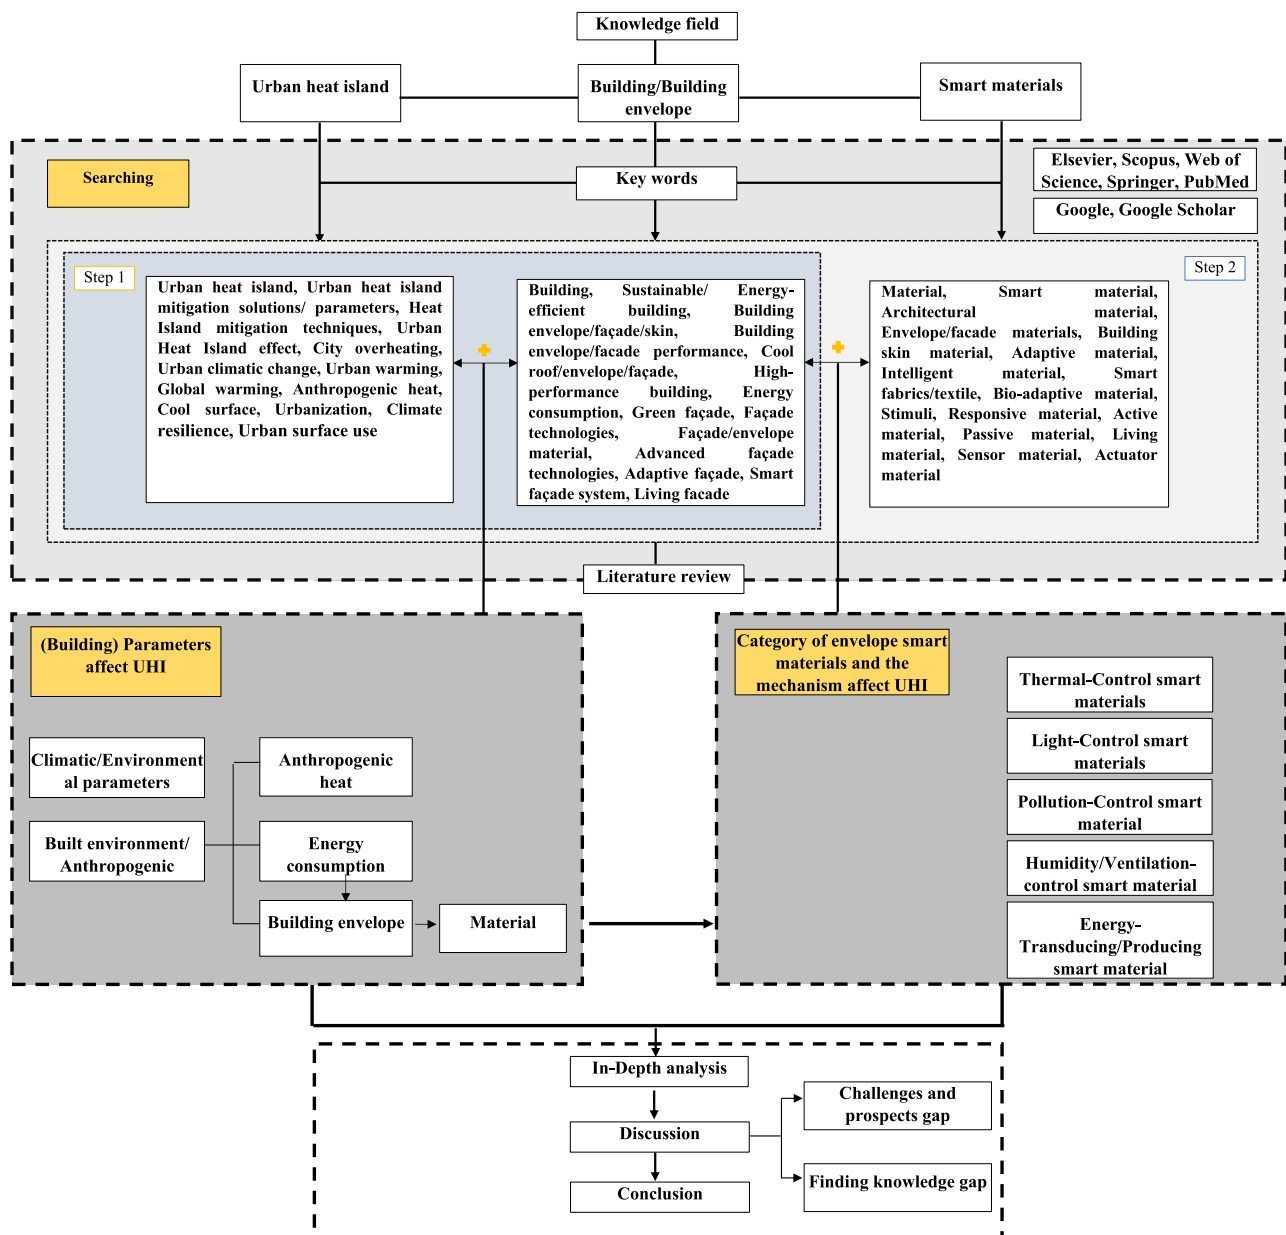 Knowledge field
Urban heat island
Building/Building
envelope
Smart materials
Searching
Key words
Elsevier, Scopus, Web of
Science, Springer, PubMed
Google, Google Scholar
Step 1
Step 2
Urban heat island, Urban heat island
mitigation solutions/ parameters, Heat
Island mitigation techniques, Urban
Heat Island effect, City overheating,
Urban climatic change, Urban warming,
Global warming, Anthropogenic heat,
Cool surface, Urbanization, Climate
resilience, Urban surface use
Building, Sustainable/ Energy-
efficient building, Building
envelope/façade/skin, Building
envelope/facade performance, Cool
roof/envelope/façade, High-
performance building, Energy
consumption, Green façade, Façade
technologies, Façade/envelope
material, Advanced façade
technologies, Adaptive façade, Smart
façade system, Living facade
Material, Smart material,
Architectural material,
Envelope/facade materials, Building
skin material, Adaptive material,
Intelligent material, Smart
fabrics/textile, Bio-adaptive material,
Stimuli, Responsive material, Active
material, Passive material, Living
material, Sensor material, Actuator
material
Literature review
(Building) Parameters
affect UHI
Climatic/Environment
al parameters
Anthropogenic
heat
Built environment/
Anthropogenic
Energy
consumption
Building envelope
Material
Category of envelope smart
materials and the
mechanism affect UHI
Thermal-Control smart
materials
Light-Control smart
materials
Pollution-Control smart
material
Humidity/Ventilation-
control smart material
Energy-
Transducing/Producing
smart material
In-Depth analysis
Discussion
Conclusion
Challenges and
prospects gap
Finding knowledge gap